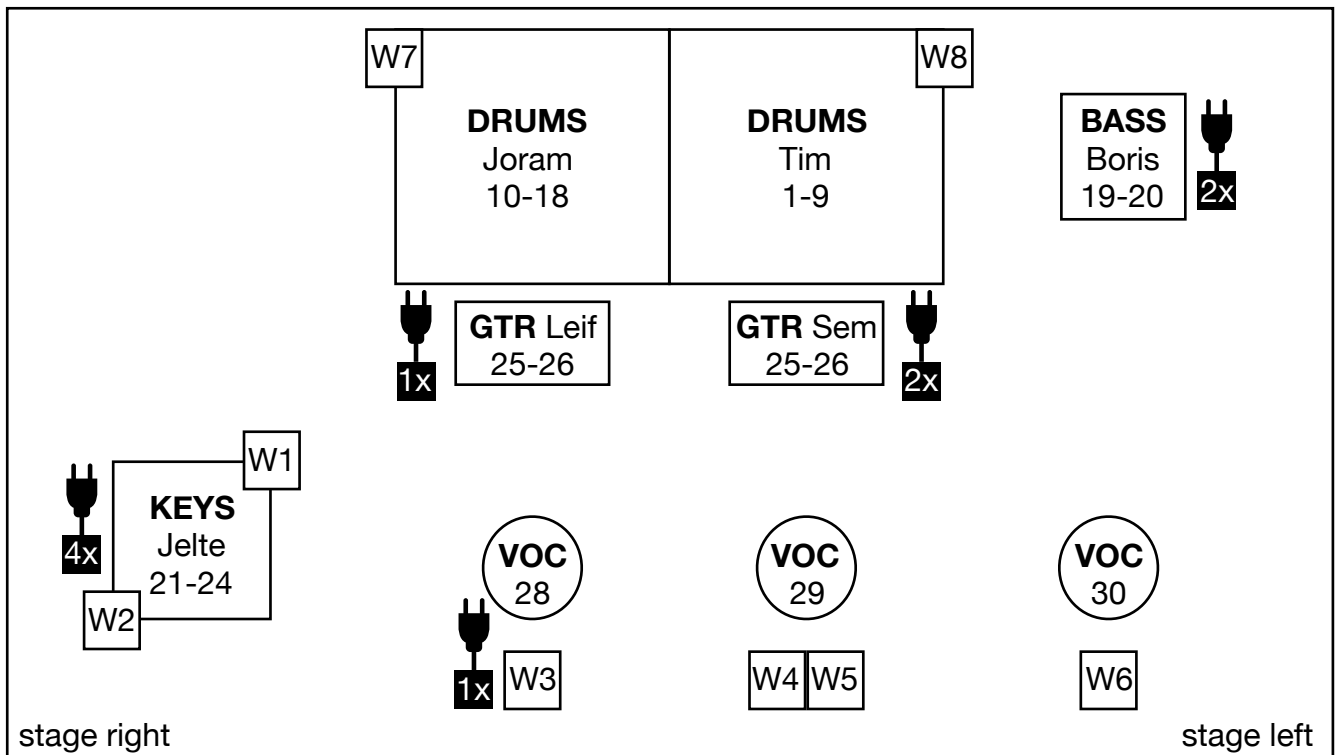 W7
W8
DRUMS
Joram
10-18
DRUMS
Tim
1-9
BASS
Boris
19-20
2x
GTR Leif
25-26
1x
GTR Sem
25-26
2x
W1
KEYS
Jelte
21-24
4x
W2
VOC
28
VOC
29
VOC
30
1x
W3
W4
W5
W6
stage right
stage left